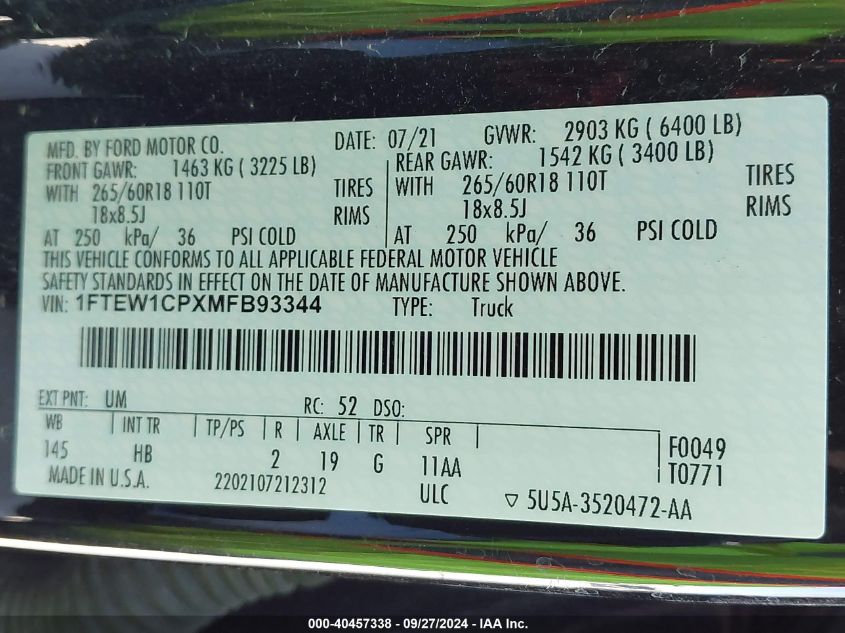 MFD. BY FORD MOTOR CO. DATE: 07/21 GVWR: 2903 KG ( 6400 LB)
FRONT GAWR: 1463 KG ( 3225 LB) REAR GAWR: 1542 KG ( 3400 LB)
WITH 265/60R18 110T TIRES WITH 265/60R18 110T TIRES
18x8.5J RIMS 18x8.5J RIMS
AT 250 kPa/ 36 PSI COLD AT 250 kPa/ 36 PSI COLD
THIS VEHICLE CONFORMS TO ALL APPLICABLE FEDERAL MOTOR VEHICLE
SAFETY STANDARDS IN EFFECT ON THE DATE OF MANUFACTURE SHOWN ABOVE.
VIN: 1FTEW1CPXMFB93344 TYPE: Truck
EXT PNT: UM RC: 52 DSO:
WB INT TR TP/PS R AXLE TR SPR
145 HB 2 19 G 11AA F0049
T0771
MADE IN U.S.A. 2202107212312 ULC 5U5A-3520472-AA
000-40457338 - 09/27/2024 - IAA Inc.